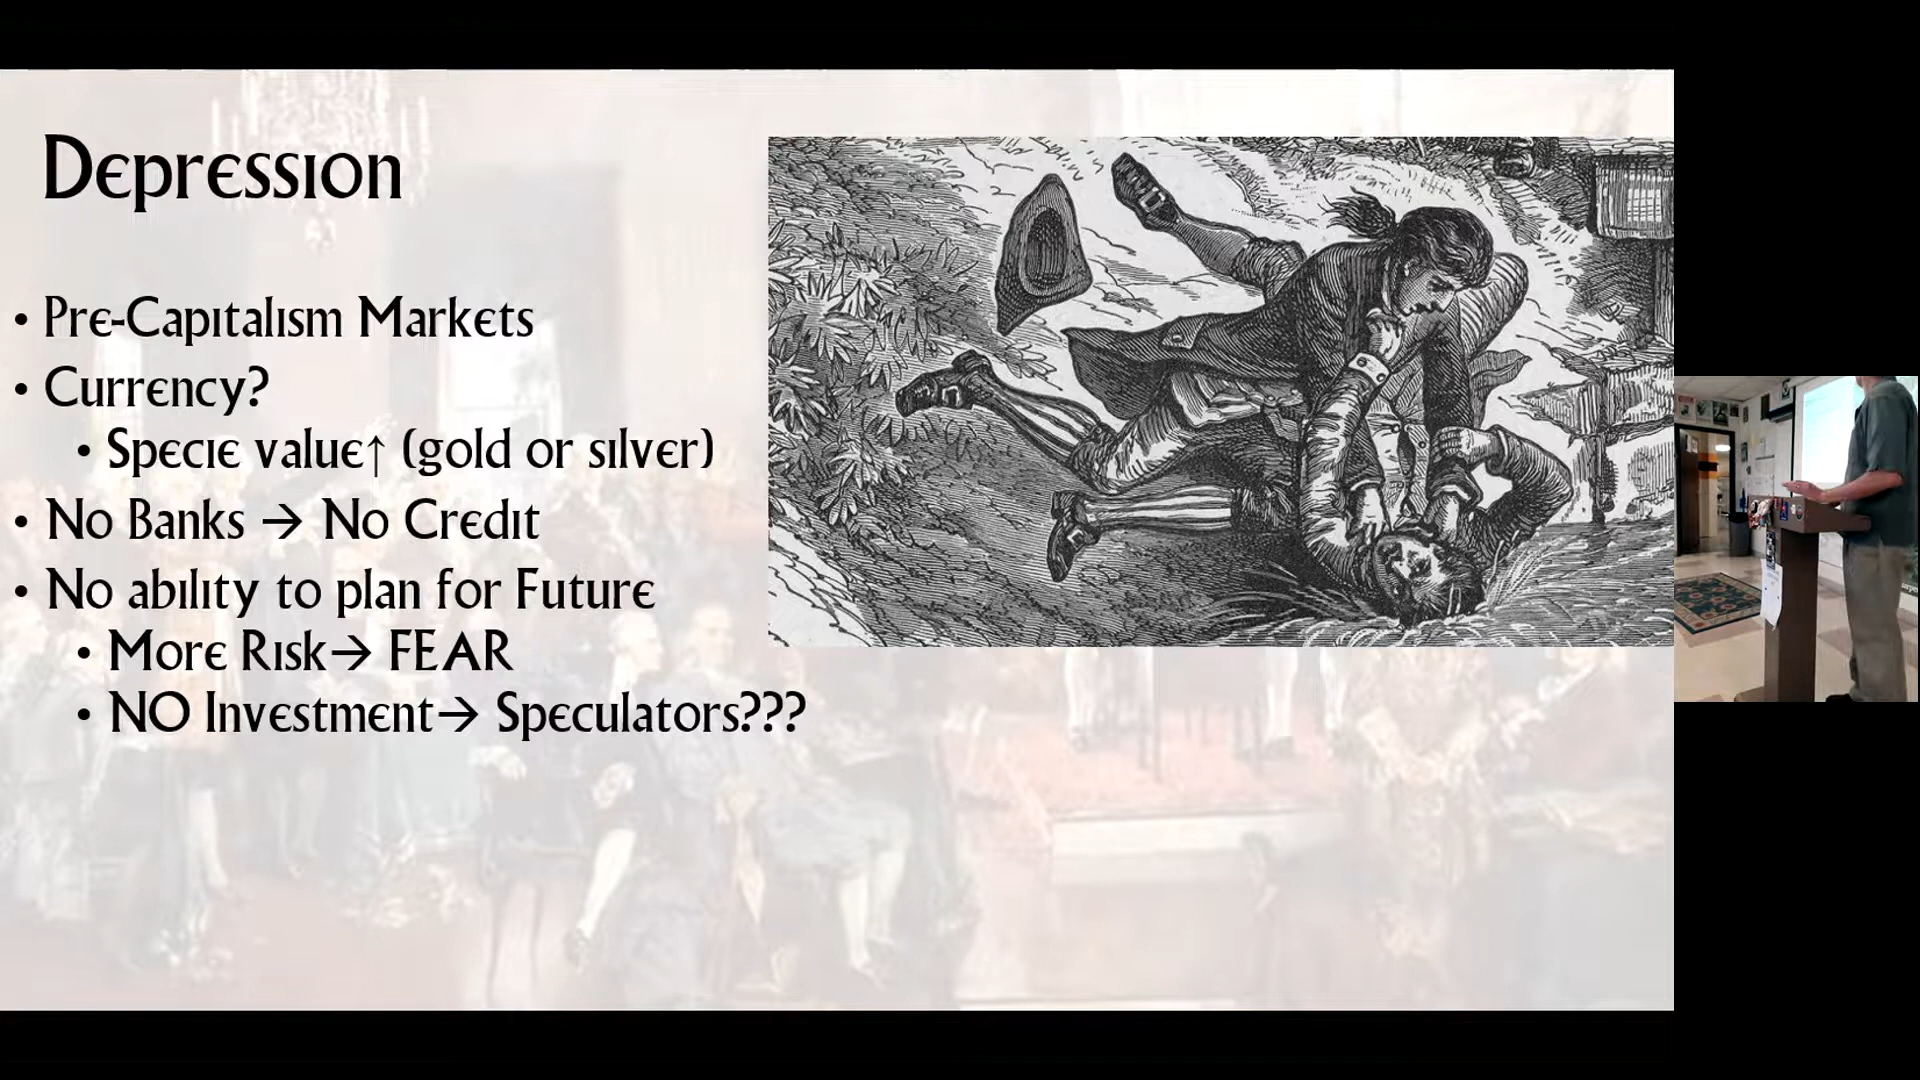 Depression
• Pre-Capitalism Markets
• Currency?
• Specie value↑ (gold or silver)
• No Banks → No Credit
• No ability to plan for Future
• More Risk→ FEAR
• NO Investment→ Speculators???